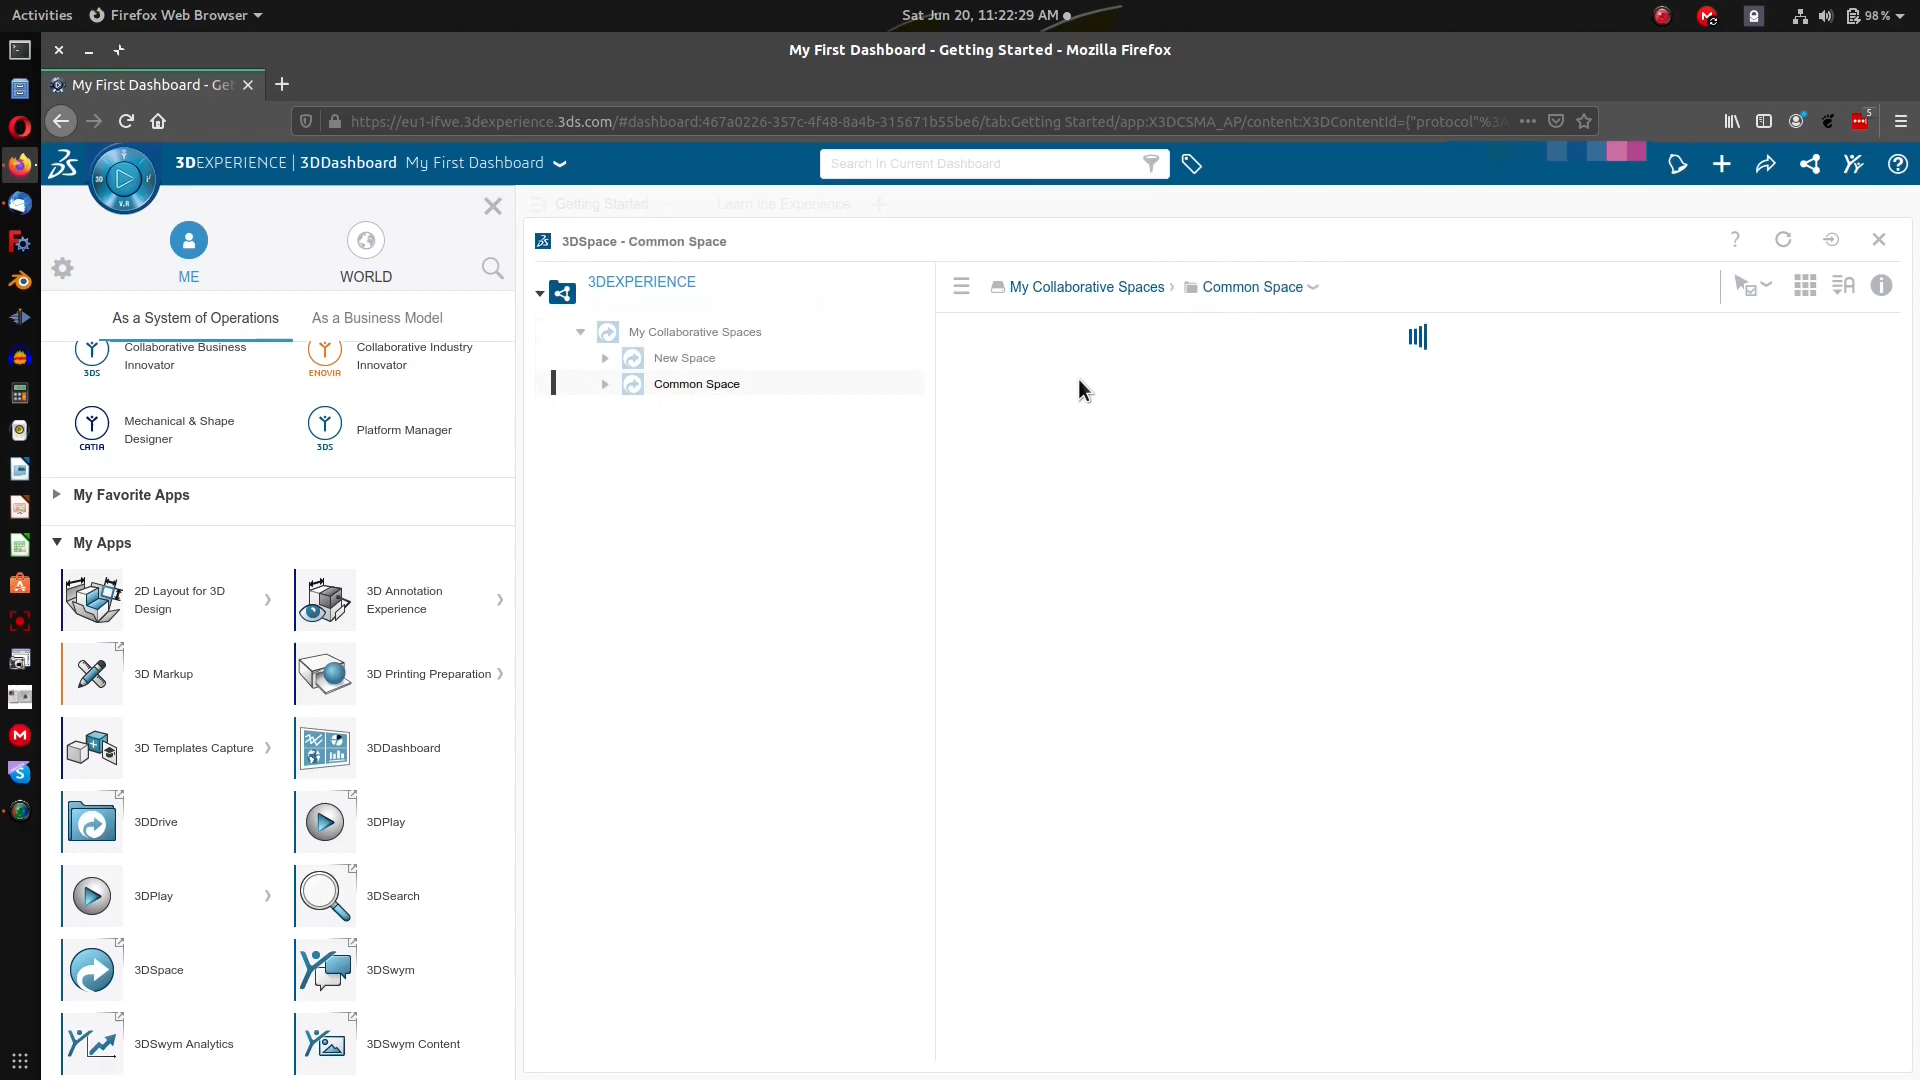 Activities
Firefox Web Browser
Sat Jun 20, 11:22:29 AM
98 %
My First Dashboard - Getting Started - Mozilla Firefox
My First Dashboard - Get
https://eu1-ifwe.3dexperience.3ds.com/#dashboard:467a0226-357c-4f48-8a4b-315671b55be6/tab:Getting Started/app:X3DCSMA_AP/content:X3DContentId={"protocol"%3A
5
3DEXPERIENCE | 3DDashboard My First Dashboard
Search In Current Dashboard
3D
V.R
Getting Started
Learn the Experience
ME
WORLD
As a System of Operations
As a Business Model
Collaborative Business Innovator
3DS
Collaborative Industry Innovator
ENOVIA
Mechanical & Shape Designer
CATIA
Platform Manager
3DS
My Favorite Apps
My Apps
2D Layout for 3D Design
3D Annotation Experience
3D Markup
3D Printing Preparation
3D Templates Capture
3DDashboard
3DDrive
3DPlay
3DPlay
3DSearch
3DSpace
3DSwym
3DSwym Analytics
3DSwym Content
3DSpace - Common Space
3DEXPERIENCE
My Collaborative Spaces
New Space
Common Space
My Collaborative Spaces › Common Space